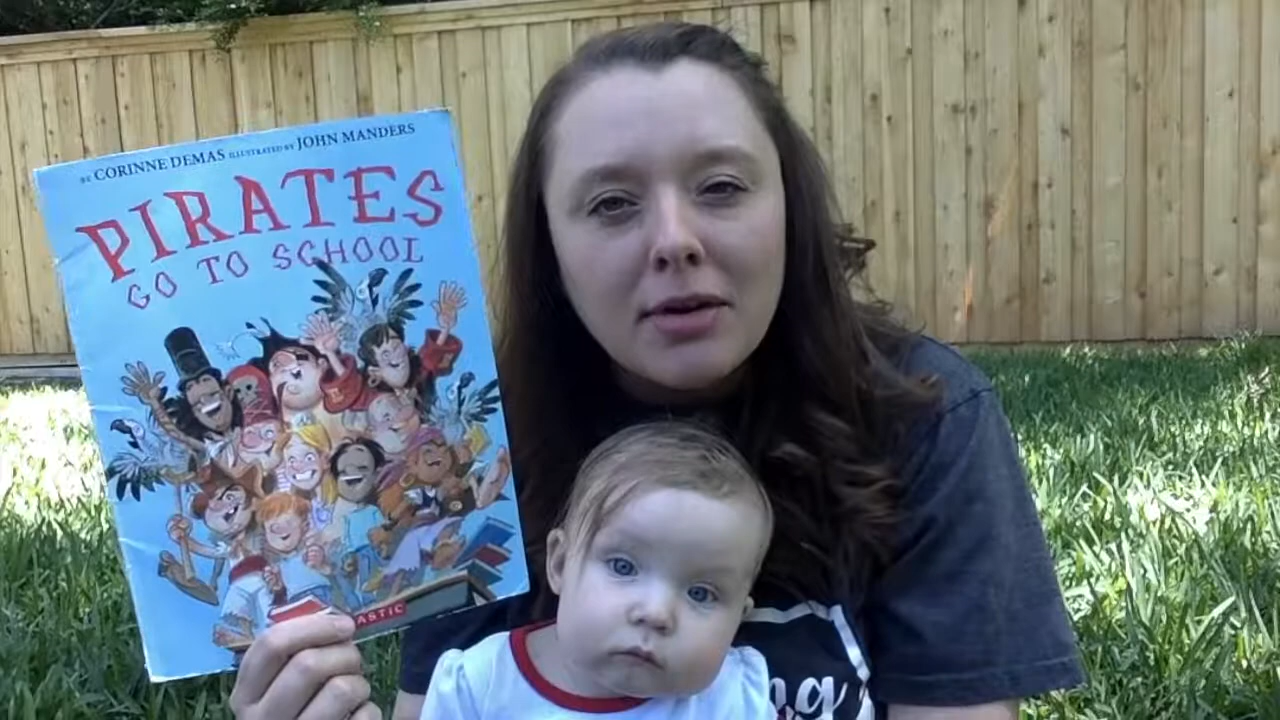 BY CORINNE DEMAS ILLUSTRATED BY JOHN MANDERS
PIRATES
GO TO SCHOOL